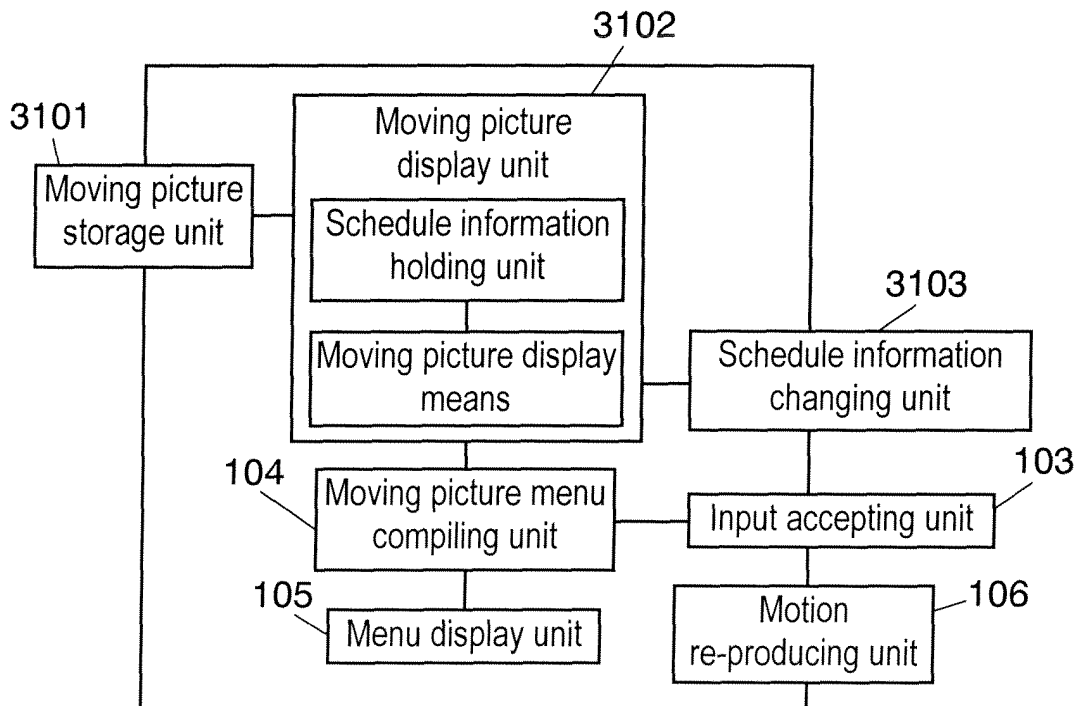 3102
3101
Moving picture
display unit
Moving picture
storage unit
Schedule information
holding unit
3103
Moving picture display
means
Schedule information
changing unit
104
Moving picture menu
compiling unit
103
Input accepting unit
105
Menu display unit
106
Motion
re-producing unit